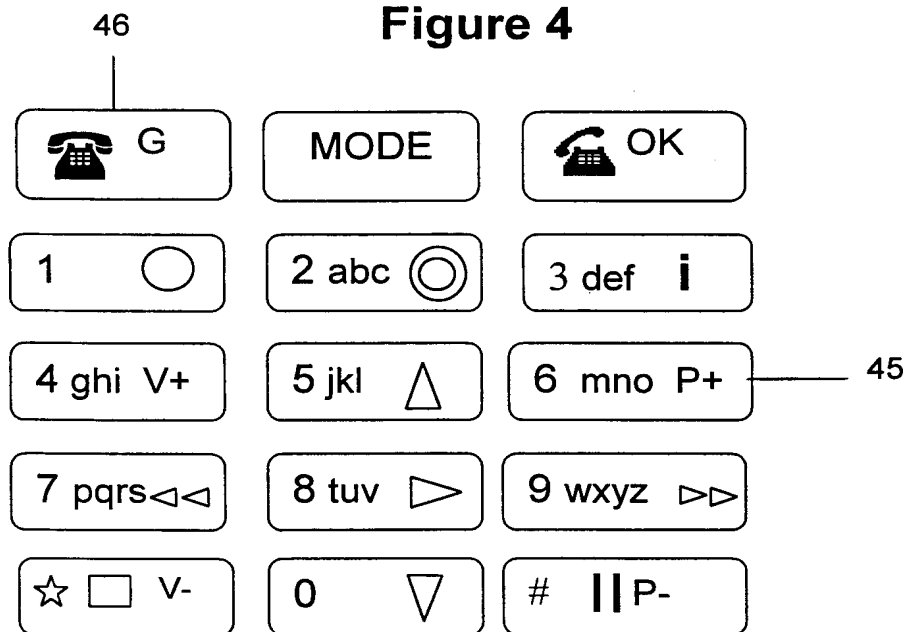 46
Figure 4
G MODE OK
1 2 abc 3 def i
4 ghi V+ 5 jkl 6 mno P+ 45
7 pqrs 8 tuv 9 wxyz
☆ □ V- 0 # || P-